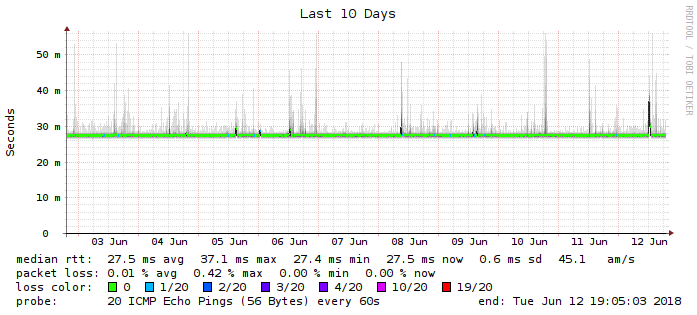 Last 10 Days
RRDTOOL / TOBI OETIKER
Seconds
50 m
40 m
30 m
20 m
10 m
0
03 Jun 04 Jun 05 Jun 06 Jun 07 Jun 08 Jun 09 Jun 10 Jun 11 Jun 12 Jun
median rtt: 27.5 ms avg 37.1 ms max 27.4 ms min 27.5 ms now 0.6 ms sd 45.1 am/s
packet loss: 0.01 % avg 0.42 % max 0.00 % min 0.00 % now
loss color: 0 1/20 2/20 3/20 4/20 10/20 19/20
probe: 20 ICMP Echo Pings (56 Bytes) every 60s end: Tue Jun 12 19:05:03 2018